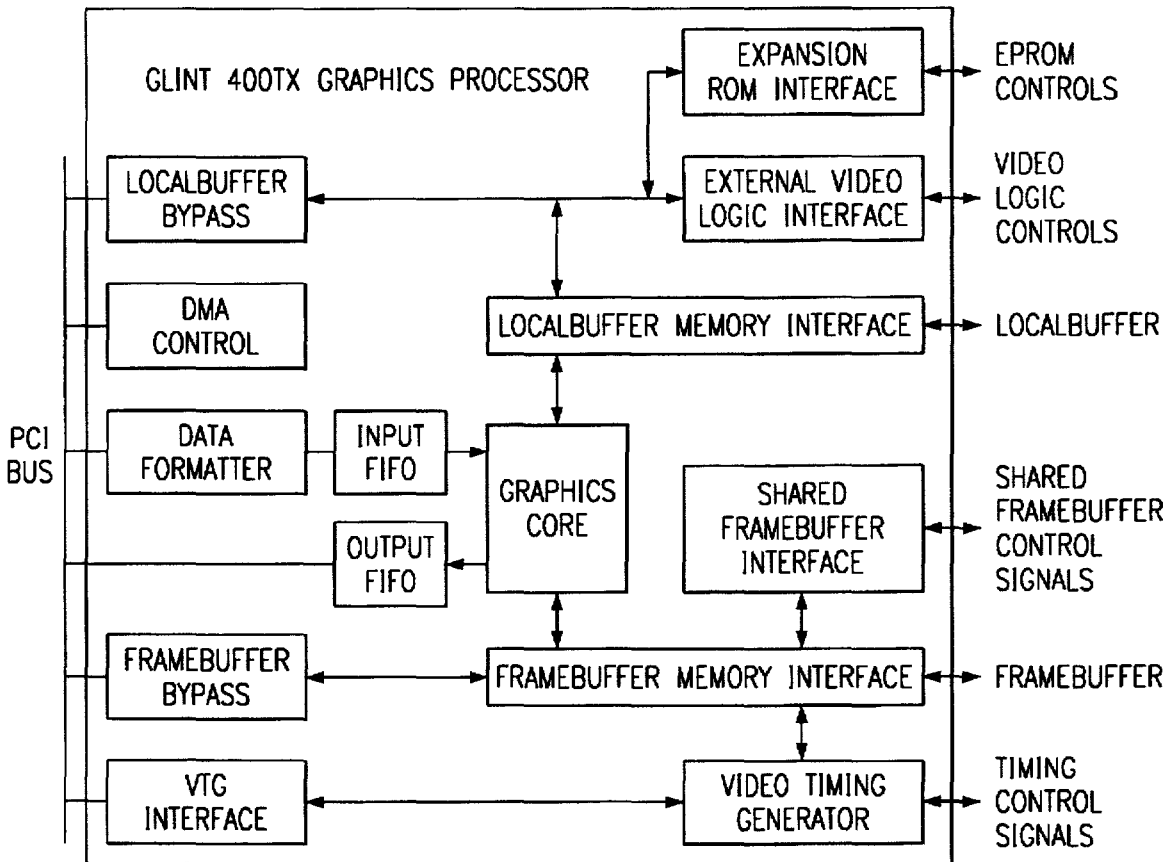 GLINT 400TX GRAPHICS PROCESSOR
EXPANSION
ROM INTERFACE
EPROM
CONTROLS
LOCALBUFFER
BYPASS
EXTERNAL VIDEO
LOGIC INTERFACE
VIDEO
LOGIC
CONTROLS
DMA
CONTROL
LOCALBUFFER MEMORY INTERFACE
LOCALBUFFER
PCI
BUS
DATA
FORMATTER
INPUT
FIFO
GRAPHICS
CORE
SHARED
FRAMEBUFFER
INTERFACE
SHARED
FRAMEBUFFER
CONTROL
SIGNALS
OUTPUT
FIFO
FRAMEBUFFER
BYPASS
FRAMEBUFFER MEMORY INTERFACE
FRAMEBUFFER
VTG
INTERFACE
VIDEO TIMING
GENERATOR
TIMING
CONTROL
SIGNALS